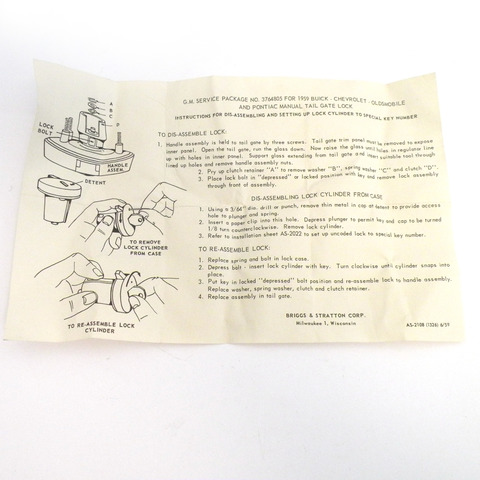 G.M. SERVICE PACKAGE NO. 3764805 FOR 1959 BUICK - CHEVROLET - OLDSMOBILE
AND PONTIAC MANUAL TAIL GATE LOCK
INSTRUCTIONS FOR DIS-ASSEMBLING AND SETTING UP LOCK CYLINDER TO SPECIAL KEY NUMBER
TO DIS-ASSEMBLE LOCK:
1. Handle assembly is held to tail gate by three screws. Tail gate trim panel must be removed to expose
inner panel. Open the tail gate, run the glass down. Now raise the glass until holes in regulator line
up with holes in inner panel. Support glass extending from tail gate and insert suitable tool through
lined up holes and remove handle assembly nuts.
2. Pry up clutch retainer "A" to remove washer "B", spring washer "C" and clutch "D".
3. Place lock bolt in "depressed" or locked position with key and remove lock assembly
through front of assembly.
DIS-ASSEMBLING LOCK CYLINDER FROM CASE
1. Using a 3/64" dia. drill or punch, remove thin metal in cap at detent to provide access
hole to plunger and spring.
2. Insert a paper clip into this hole. Depress plunger to permit key and cap to be turned
1/8 turn counterclockwise. Remove lock cylinder.
3. Refer to installation sheet AS-2022 to set up uncoded lock to special key number.
TO RE-ASSEMBLE LOCK:
1. Replace spring and bolt in lock case.
2. Depress bolt - insert lock cylinder with key. Turn clockwise until cylinder snaps into
place.
3. Put key in locked "depressed" bolt position and re-assemble lock to handle assembly.
Replace washer, spring washer, clutch and clutch retainer.
4. Replace assembly in tail gate.
BRIGGS & STRATTON CORP.
Milwaukee 1, Wisconsin
AS-2108 (1326) 6/59
A
B
C
LOCK
BOLT
HANDLE
ASSEM.
DETENT
TO REMOVE
LOCK CYLINDER
FROM CASE
TO RE-ASSEMBLE LOCK
CYLINDER